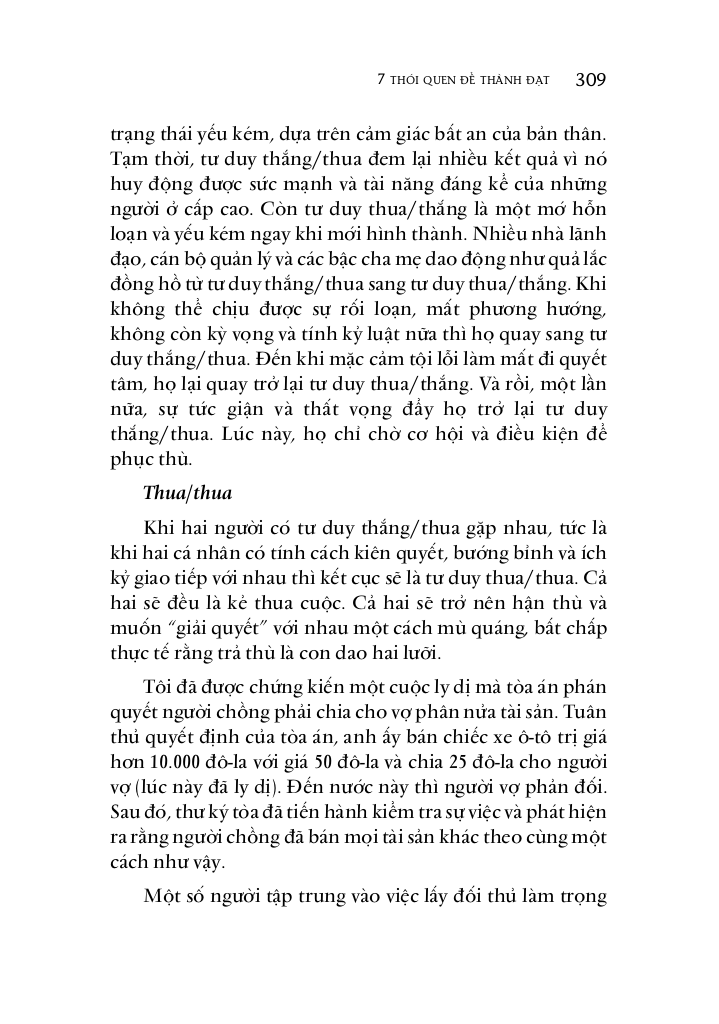 7 THÓI QUEN ĐỂ THÀNH ĐẠT 309
trạng thái yếu kém, dựa trên cảm giác bất an của bản thân.
Tạm thời, tư duy thắng/thua đem lại nhiều kết quả vì nó
huy động được sức mạnh và tài năng đáng kể của những
người ở cấp cao. Còn tư duy thua/thắng là một mớ hỗn
loạn và yếu kém ngay khi mới hình thành. Nhiều nhà lãnh
đạo, cán bộ quản lý và các bậc cha mẹ dao động như quả lắc
đồng hồ từ tư duy thắng/thua sang tư duy thua/thắng. Khi
không thể chịu được sự rối loạn, mất phương hướng,
không còn kỳ vọng và tính kỷ luật nữa thì họ quay sang tư
duy thắng/thua. Đến khi mặc cảm tội lỗi làm mất đi quyết
tâm, họ lại quay trở lại tư duy thua/thắng. Và rồi, một lần
nữa, sự tức giận và thất vọng đẩy họ trở lại tư duy
thắng/thua. Lúc này, họ chỉ chờ cơ hội và điều kiện để
phục thù.
Thua/thua
Khi hai người có tư duy thắng/thua gặp nhau, tức là
khi hai cá nhân có tính cách kiên quyết, bướng bỉnh và ích
kỷ giao tiếp với nhau thì kết cục sẽ là tư duy thua/thua. Cả
hai sẽ đều là kẻ thua cuộc. Cả hai sẽ trở nên hận thù và
muốn “giải quyết” với nhau một cách mù quáng, bất chấp
thực tế rằng trả thù là con dao hai lưỡi.
Tôi đã được chứng kiến một cuộc ly dị mà tòa án phán
quyết người chồng phải chia cho vợ phân nửa tài sản. Tuân
thủ quyết định của tòa án, anh ấy bán chiếc xe ô-tô trị giá
hơn 10.000 đô-la với giá 50 đô-la và chia 25 đô-la cho người
vợ (lúc này đã ly dị). Đến nước này thì người vợ phản đối.
Sau đó, thư ký tòa đã tiến hành kiểm tra sự việc và phát hiện
ra rằng người chồng đã bán mọi tài sản khác theo cùng một
cách như vậy.
Một số người tập trung vào việc lấy đối thủ làm trọng